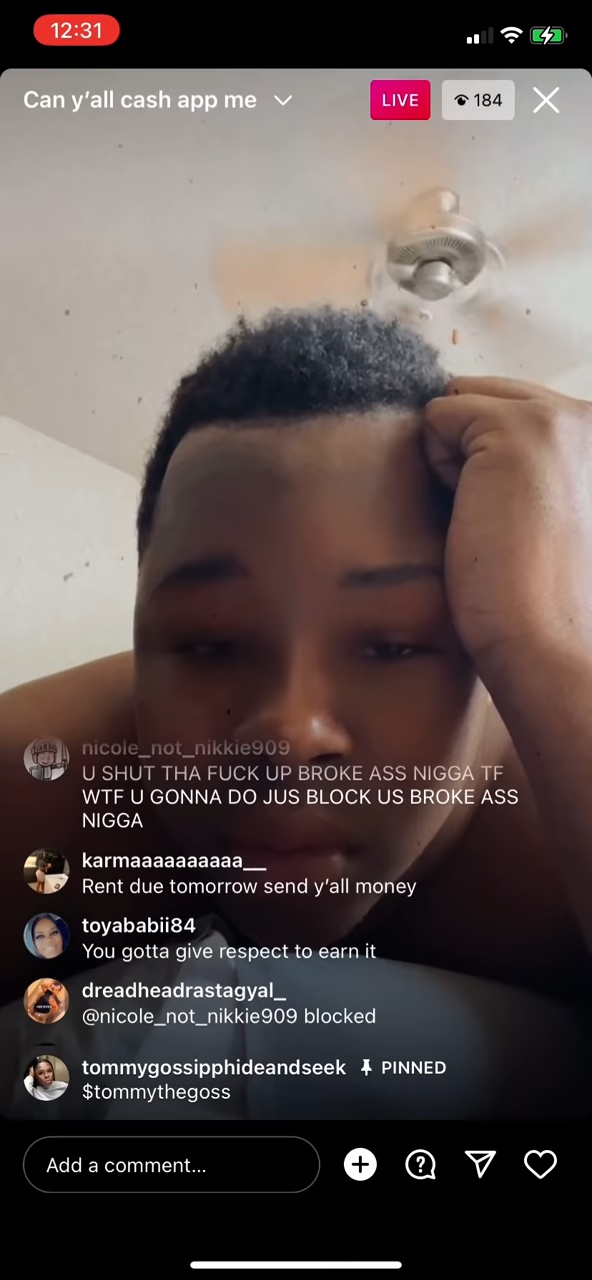 12:31
Can y’all cash app me
LIVE
184
nicole_not_nikkie909
U SHUT THA FUCK UP BROKE ASS NIGGA TF
WTF U GONNA DO JUS BLOCK US BROKE ASS
NIGGA
karmaaaaaaaaaa__
Rent due tomorrow send y’all money
toyababii84
You gotta give respect to earn it
dreadheadrastagyal_
@nicole_not_nikkie909 blocked
tommygossipphideandseek PINNED
$tommythegoss
Add a comment...